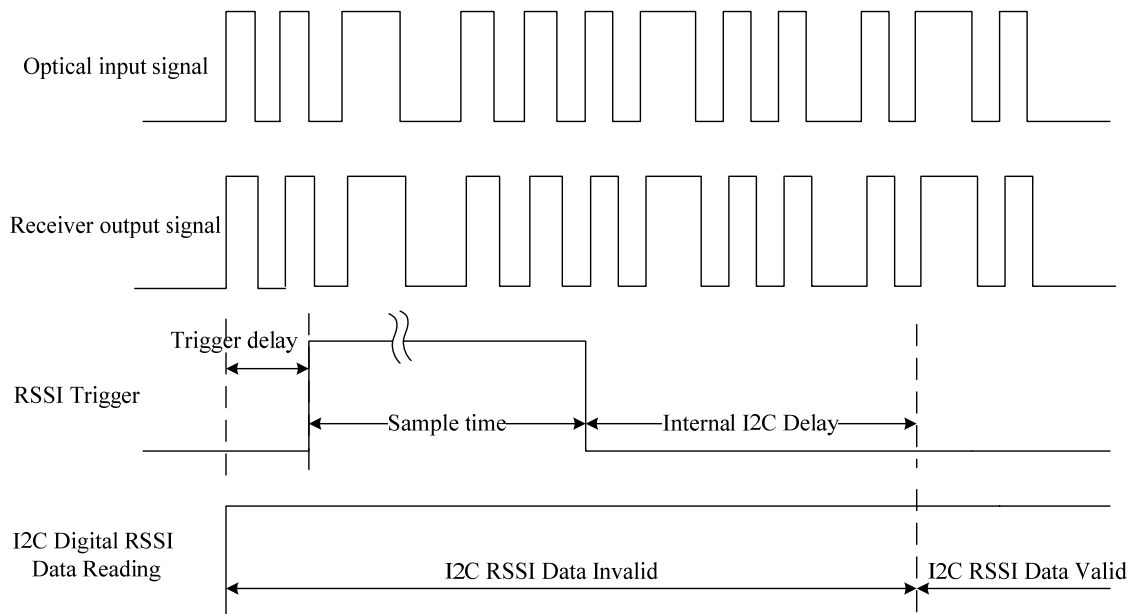 Optical input signal
Receiver output signal
Trigger delay
RSSI Trigger
Sample time
Internal I2C Delay
I2C Digital RSSI
Data Reading
I2C RSSI Data Invalid
I2C RSSI Data Valid